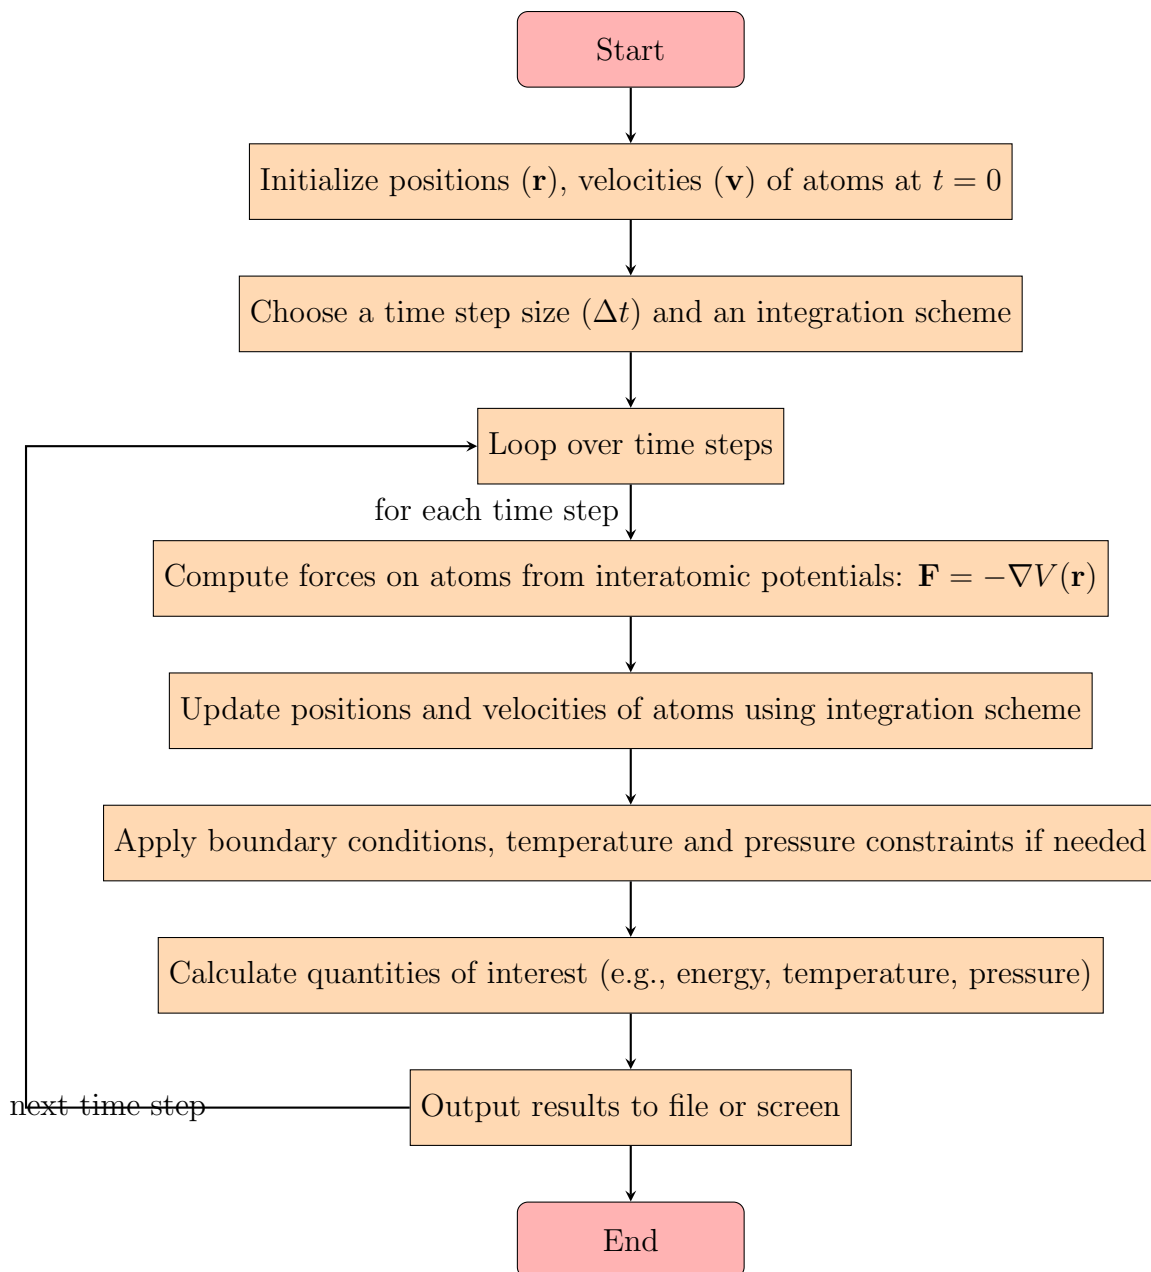 Start
Initialize positions (r), velocities (v) of atoms at t = 0
Choose a time step size (Δt) and an integration scheme
Loop over time steps
for each time step
Compute forces on atoms from interatomic potentials: F = −∇V(r)
Update positions and velocities of atoms using integration scheme
Apply boundary conditions, temperature and pressure constraints if needed
Calculate quantities of interest (e.g., energy, temperature, pressure)
next time step
Output results to file or screen
End